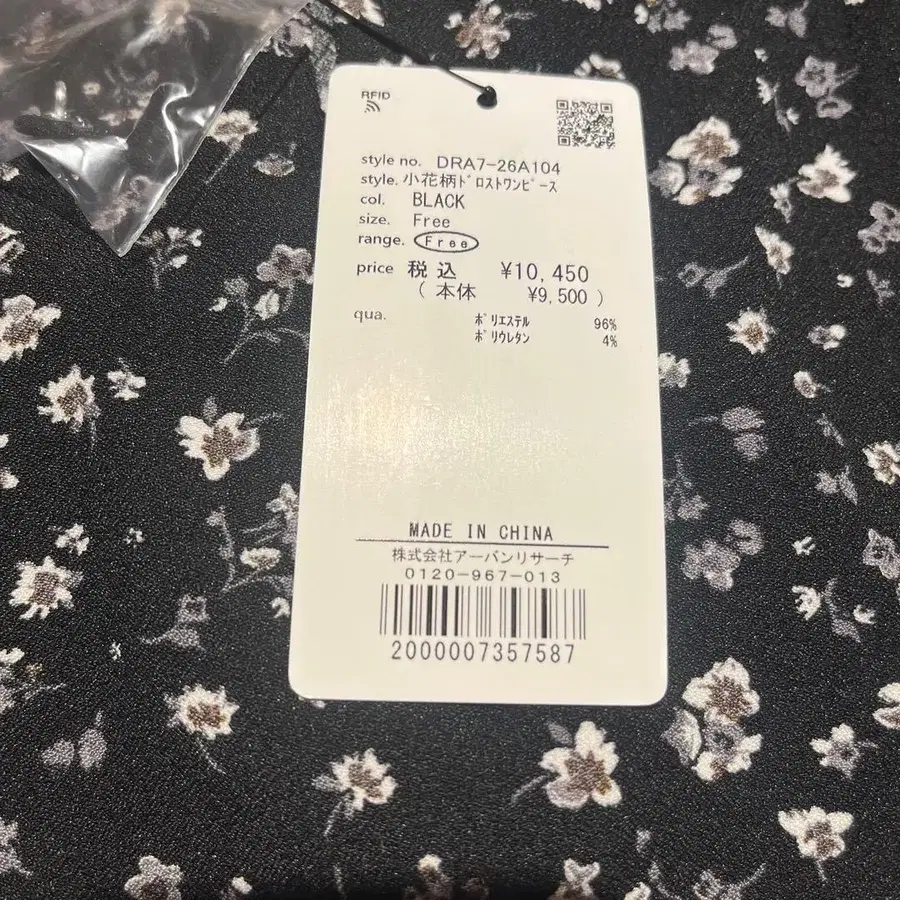 RFID
style no. DRA7-26A104
style. 小花柄ﾄﾞﾛｽﾄﾜﾝﾋﾟｰｽ
col. BLACK
size. Free
range. Free
price 税込 ¥10,450
( 本体 ¥9,500 )
qua. ﾎﾟﾘｴｽﾃﾙ 96%
ﾎﾟﾘｳﾚﾀﾝ 4%
MADE IN CHINA
株式会社アーバンリサーチ
0120-967-013
2000007357587